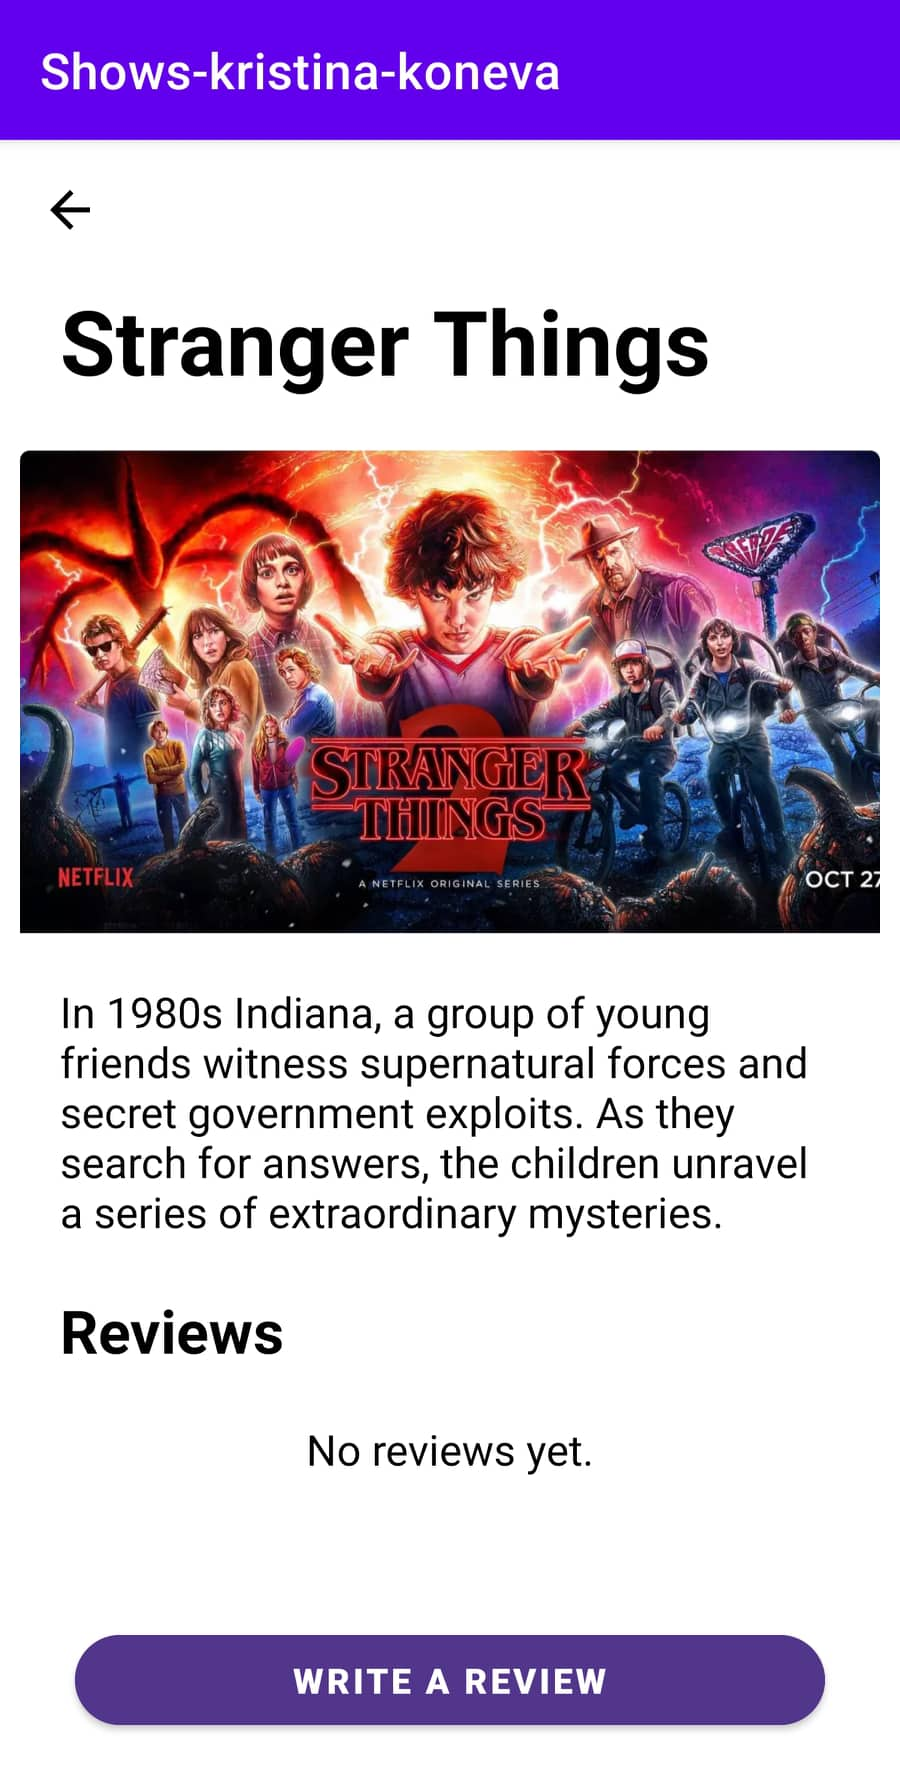 Shows-kristina-koneva
Stranger Things
STRANGER
THINGS
2
NETFLIX
A NETFLIX ORIGINAL SERIES
OCT 27
In 1980s Indiana, a group of young
friends witness supernatural forces and
secret government exploits. As they
search for answers, the children unravel
a series of extraordinary mysteries.
Reviews
No reviews yet.
WRITE A REVIEW